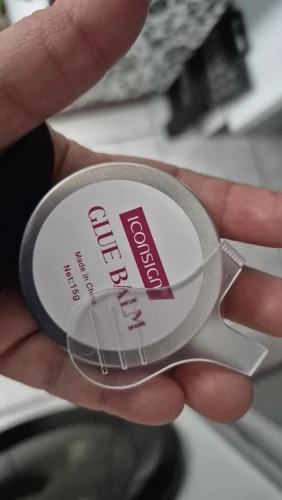 ICONSIGN
GLUE BALM
Made in China
Net:15g